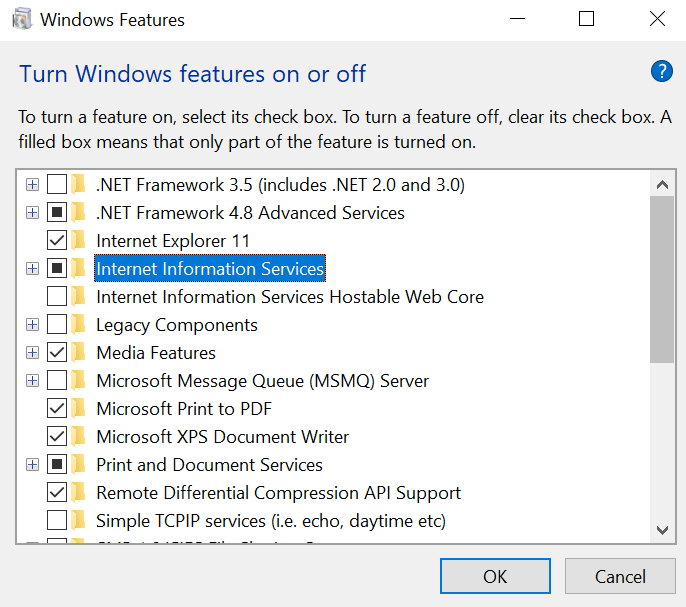 Windows Features
Turn Windows features on or off
?
To turn a feature on, select its check box. To turn a feature off, clear its check box. A
filled box means that only part of the feature is turned on.
.NET Framework 3.5 (includes .NET 2.0 and 3.0)
.NET Framework 4.8 Advanced Services
Internet Explorer 11
Internet Information Services
Internet Information Services Hostable Web Core
Legacy Components
Media Features
Microsoft Message Queue (MSMQ) Server
Microsoft Print to PDF
Microsoft XPS Document Writer
Print and Document Services
Remote Differential Compression API Support
Simple TCPIP services (i.e. echo, daytime etc)
OK
Cancel